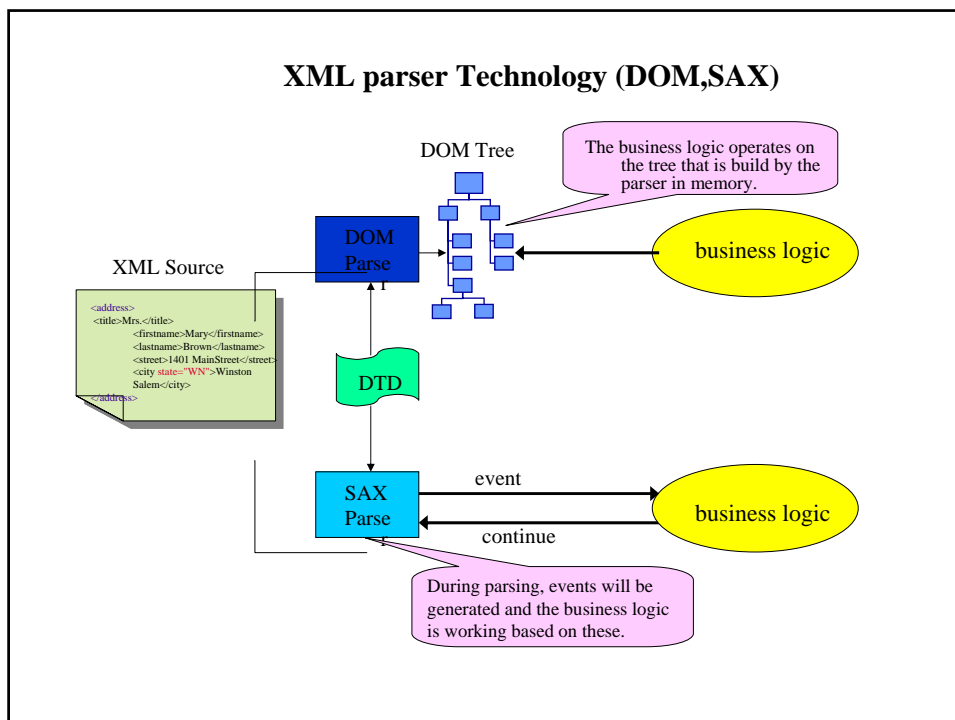 XML parser Technology (DOM,SAX)
DOM Tree
The business logic operates on
the tree that is build by the
parser in memory.
DOM
Parse
r
business logic
XML Source
<address>
<title>Mrs.</title>
<firstname>Mary</firstname>
<lastname>Brown</lastname>
<street>1401 MainStreet</street>
<city state="WN">Winston
Salem</city>
</address>
DTD
SAX
Parse
r
event
continue
business logic
During parsing, events will be
generated and the business logic
is working based on these.